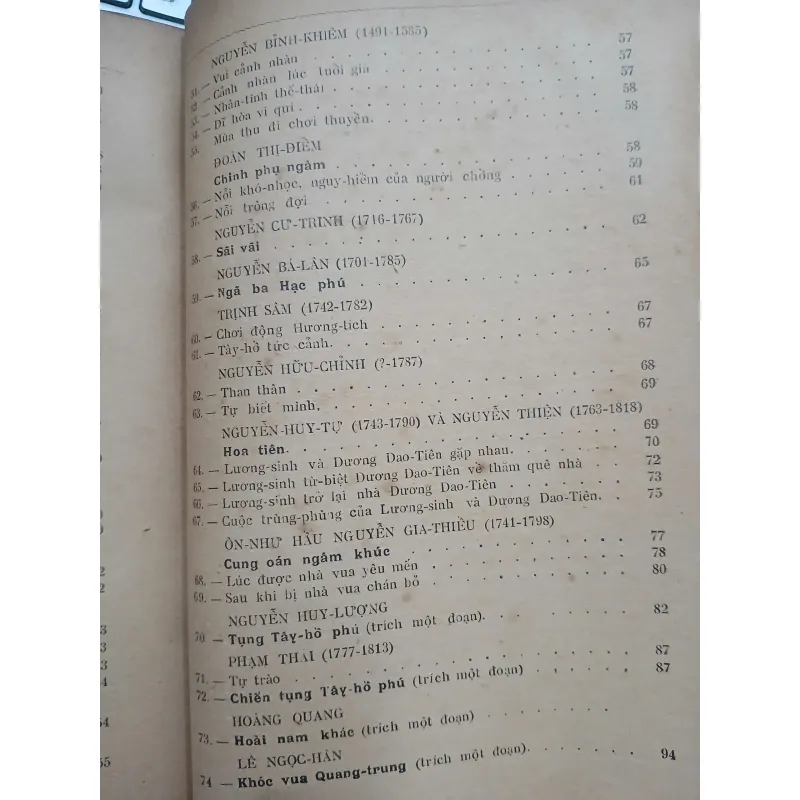 NGUYỄN BỈNH-KHIÊM (1491-1585)
51. — Vui cảnh nhàn . . . . . . . . 57
52 — Cảnh nhàn lúc tuổi già . . . . . . . . 57
53. — Nhân-tình thế-thái . . . . . . . . 57
54. — Dĩ hòa vi quí . . . . . . . . 58
55. Mùa thu đi chơi thuyền. . . . . . . . . 58
ĐOÀN THỊ-ĐIỂM
Chinh phụ ngâm . . . . . . . . 58
56. — Nỗi khó-nhọc, nguy-hiểm của người chồng . . . . 59
57. — Nỗi trông đợi . . . . . . . . 61
NGUYỄN CƯ-TRINH (1716-1767)
58. — Sãi vãi . . . . . . . . 62
NGUYỄN BÁ-LÂN (1701-1785)
59. — Ngã ba Hạc phú . . . . . . . . 65
TRỊNH SÂM (1742-1782)
60. — Chơi động Hương-tích . . . . . . . . 67
61. — Tây-hồ tức cảnh. . . . . . . . . 67
NGUYỄN HỮU-CHỈNH (?-1787)
62. — Than thân . . . . . . . . 68
63. — Tự biết mình, . . . . . . . . 69
NGUYỄN-HUY-TỰ (1743-1790) VÀ NGUYỄN THIỆN (1763-1818)
Hoa tiên. . . . . . . . . 69
64. — Lương-sinh và Dương Dao-Tiên gặp nhau. . . . . 70
65. — Lương-sinh từ-biệt Dương Dao-Tiên về thăm quê nhà . . 72
66. — Lương-sinh trở lại nhà Dương Dao-Tiên . . . . 73
67. — Cuộc trùng-phùng của Lương-sinh và Dương Dao-Tiên. . 75
ÔN-NHƯ HẦU NGUYỄN GIA-THIỀU (1741-1798)
Cung oán ngâm khúc . . . . . . . . 77
68. — Lúc được nhà vua yêu mến . . . . . . . . 78
69. — Sau khi bị nhà vua chán bỏ . . . . . . . . 80
NGUYỄN HUY-LƯỢNG
70 — Tụng Tây-hồ phú (trích một đoạn). . . . . . 82
PHẠM THÁI (1777-1813)
71. — Tự trào . . . . . . . . 87
72. — Chiến tụng Tây-hồ phú (trích một đoạn) . . . . 87
HOÀNG QUANG
73. — Hoài nam khác (trích một đoạn) . . . . . .
LÊ NGỌC-HÂN
74 — Khóc vua Quang-trung (trích một đoạn). . . . . . 94